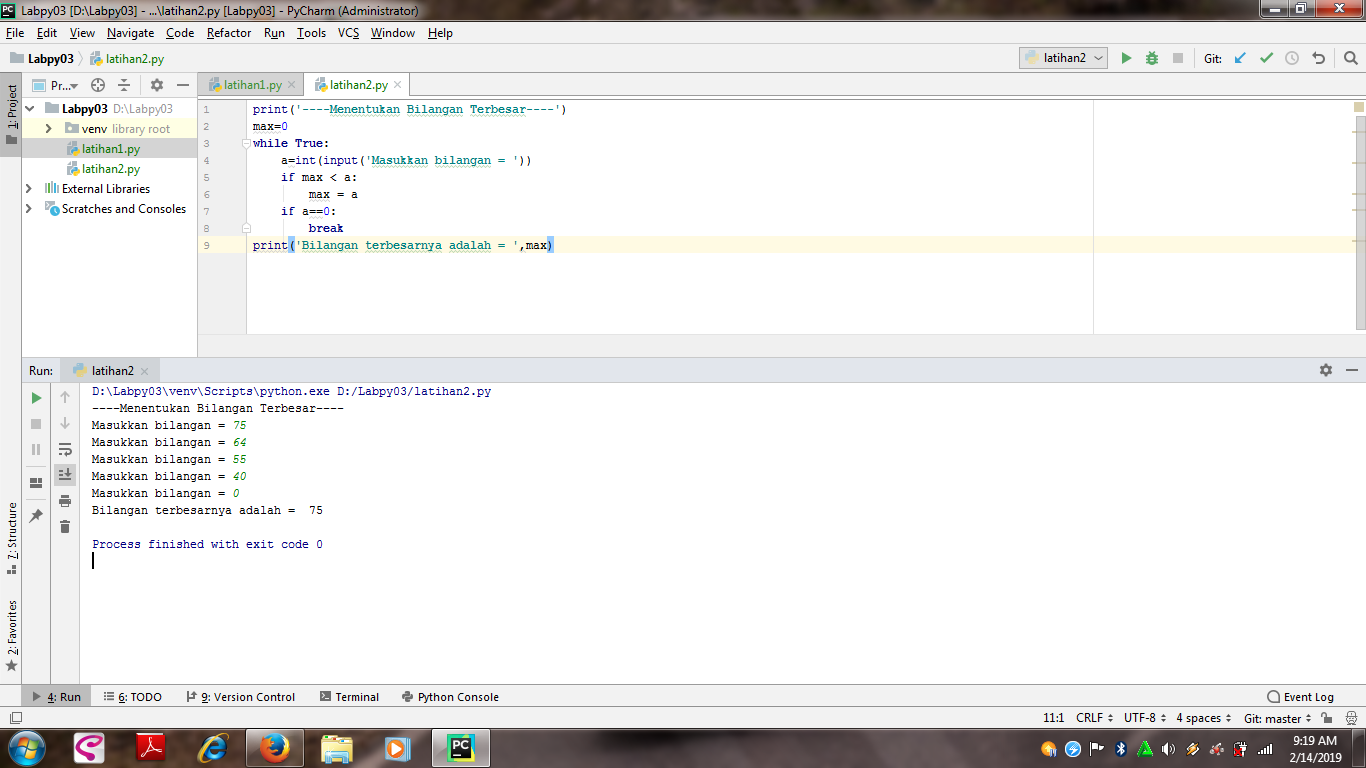 Labpy03 [D:\Labpy03] - ...\latihan2.py [Labpy03] - PyCharm (Administrator)
File Edit View Navigate Code Refactor Run Tools VCS Window Help
Labpy03 latihan2.py latihan2 Git:
1: Project
Pr...
latihan1.py latihan2.py
Labpy03 D:\Labpy03
venv library root
latihan1.py
latihan2.py
External Libraries
Scratches and Consoles
1 print('----Menentukan Bilangan Terbesar----')
2 max=0
3 while True:
4 a=int(input('Masukkan bilangan = '))
5 if max < a:
6 max = a
7 if a==0:
8 break
9 print('Bilangan terbesarnya adalah = ',max)
Run: latihan2
D:\Labpy03\venv\Scripts\python.exe D:/Labpy03/latihan2.py
----Menentukan Bilangan Terbesar----
Masukkan bilangan = 75
Masukkan bilangan = 64
Masukkan bilangan = 55
Masukkan bilangan = 40
Masukkan bilangan = 0
Bilangan terbesarnya adalah =  75
Process finished with exit code 0
7: Structure
2: Favorites
4: Run 6: TODO 9: Version Control Terminal Python Console Event Log
11:1 CRLF UTF-8 4 spaces Git: master
PC
9:19 AM
2/14/2019